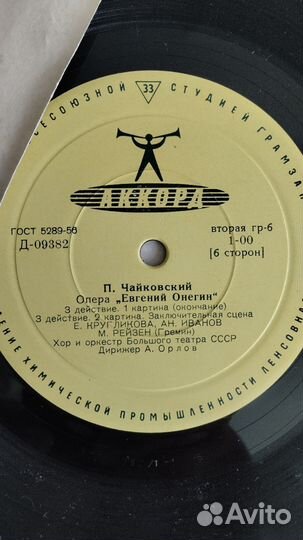 ВСЕСОЮЗНОЙ 33 СТУДИЕЙ ГРАМЗАП
АККОРД
ГОСТ 5289-56
Д-09382
вторая гр-6
1-00
[6 сторон]
П. Чайковский
Опера „Евгений Онегин“
3 действие. 1 картина (окончание)
3 действие. 2 картина. Заключительная сцена
Е. КРУГЛИКОВА, АН. ИВАНОВ
М. РЕЙЗЕН (Гремин)
Хор и оркестр Большого театра СССР
Дирижер А. Орлов
ЛЕНИЕ ХИМИЧЕСКОЙ ПРОМЫШЛЕННОСТИ ЛЕНСОВНА
Avito